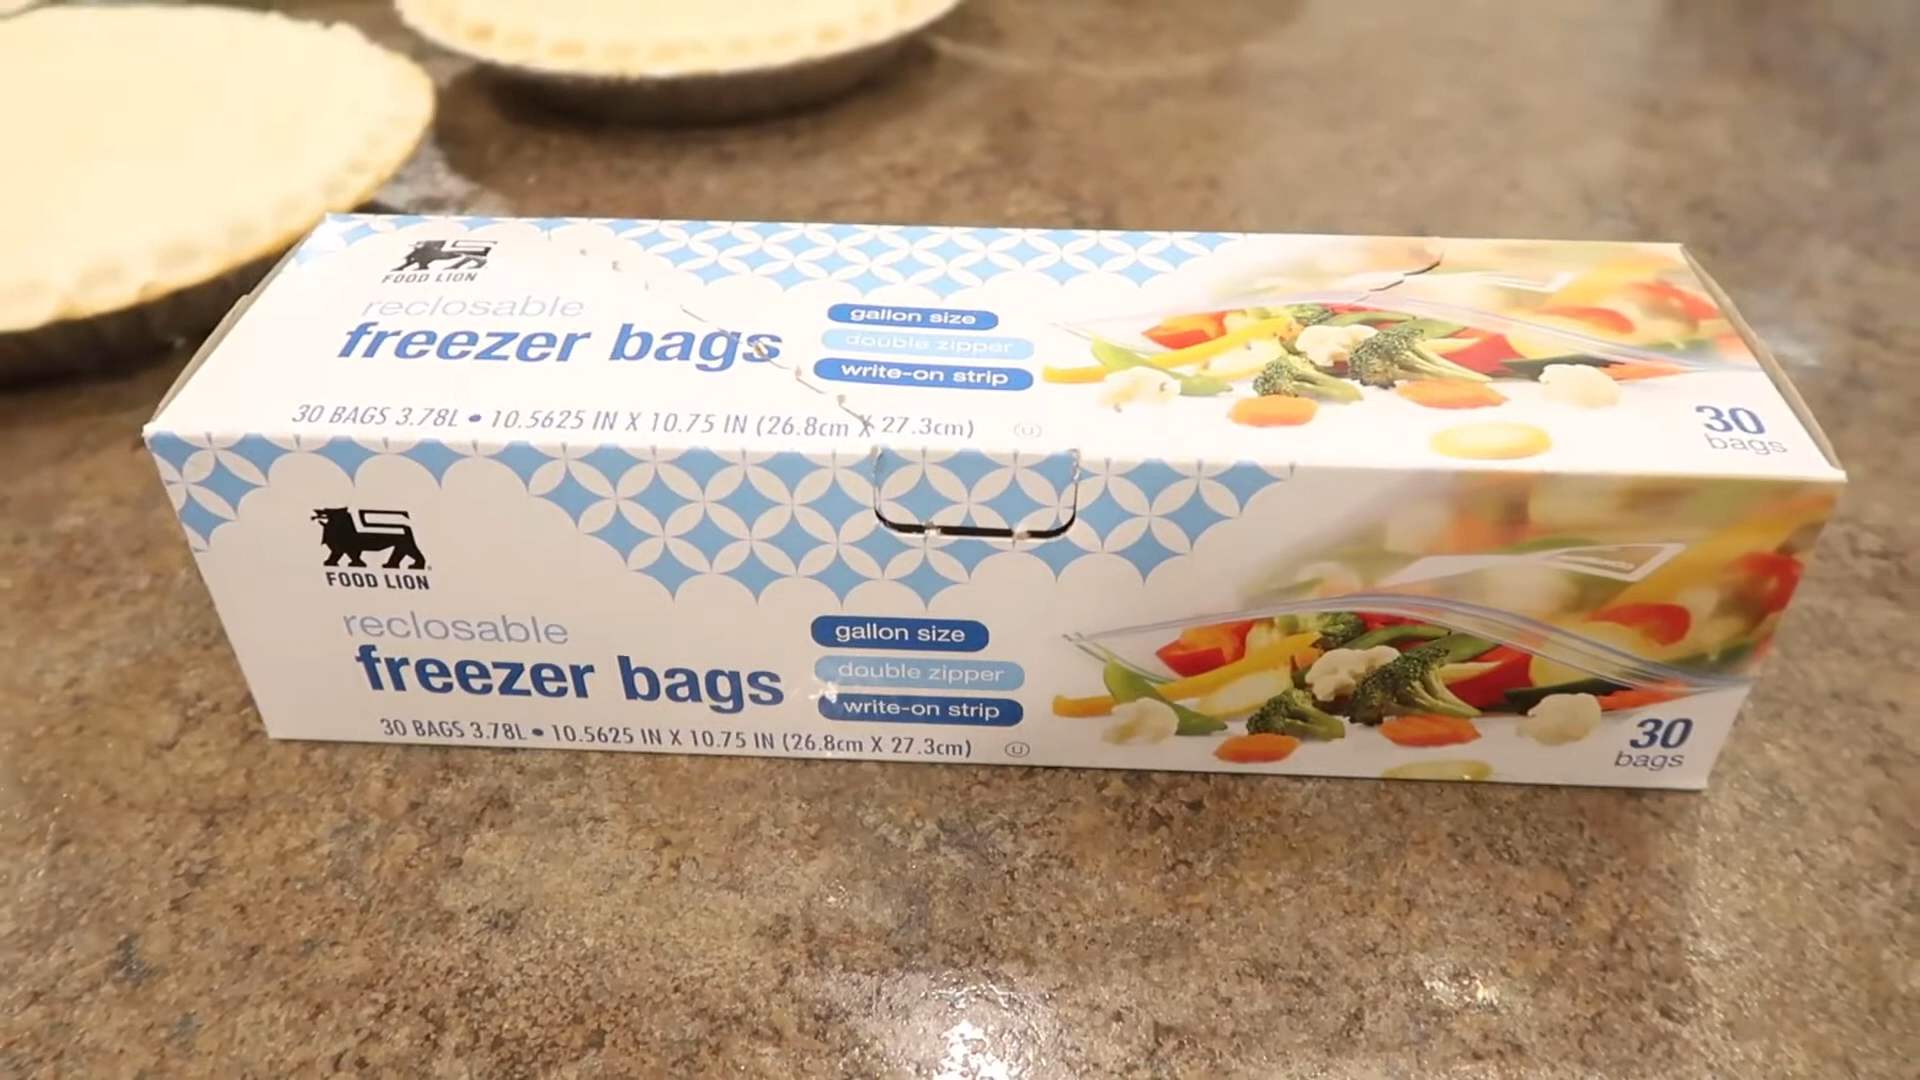 FOOD LION
reclosable
freezer bags
gallon size
double zipper
write-on strip
30 BAGS 3.78L • 10.5625 IN X 10.75 IN (26.8cm X 27.3cm)
U
30
bags
FOOD LION
reclosable
freezer bags
gallon size
double zipper
write-on strip
30 BAGS 3.78L • 10.5625 IN X 10.75 IN (26.8cm X 27.3cm)
U
30
bags